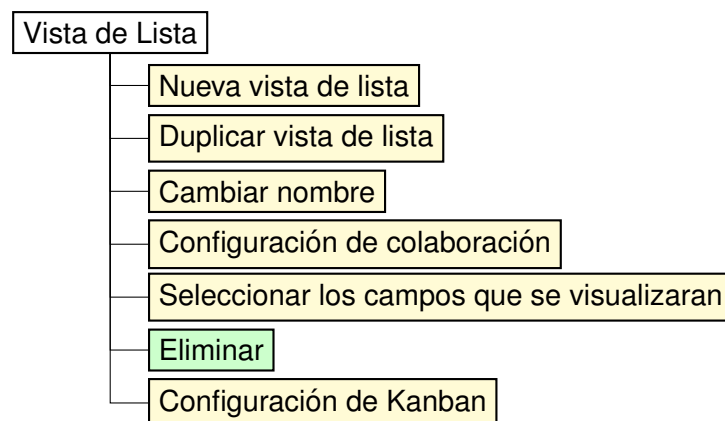 Vista de Lista
Nueva vista de lista
Duplicar vista de lista
Cambiar nombre
Configuración de colaboración
Seleccionar los campos que se visualizaran
Eliminar
Configuración de Kanban